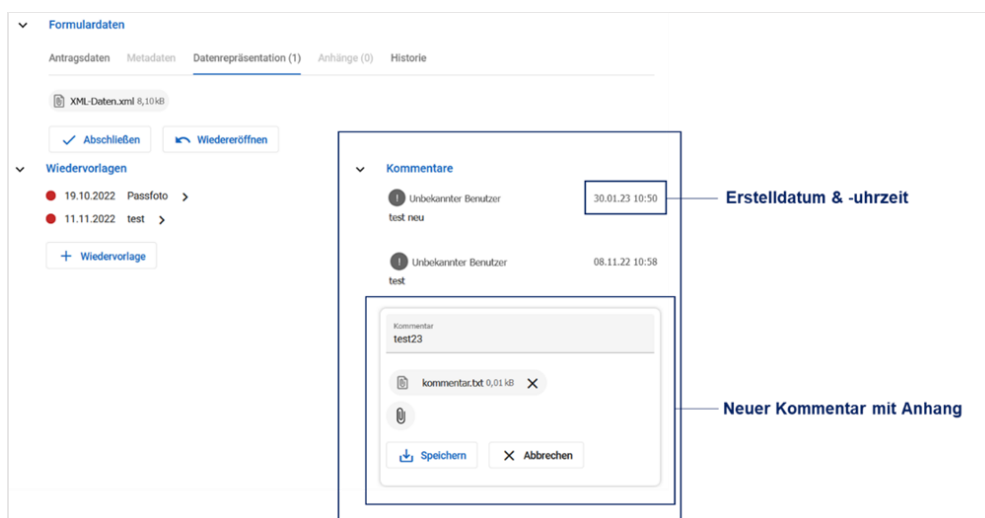 Formulardaten
Antragsdaten Metadaten Datenrepräsentation (1) Anhänge (0) Historie
XML-Daten.xml 8,10 kB
Abschließen Wiedereröffnen
Wiedervorlagen
19.10.2022 Passfoto
11.11.2022 test
Wiedervorlage
Kommentare
Unbekannter Benutzer 30.01.23 10:50
test neu
Unbekannter Benutzer 08.11.22 10:58
test
Kommentar
test23
kommentar.txt 0,01 kB
Speichern Abbrechen
Erstelldatum & -uhrzeit
Neuer Kommentar mit Anhang